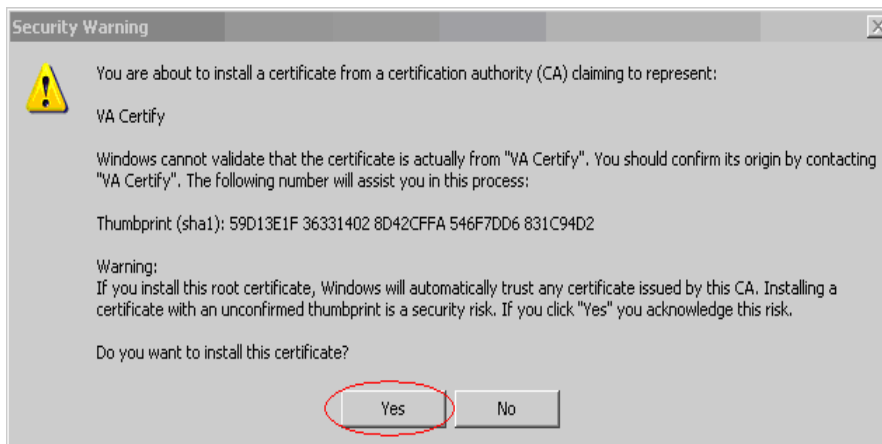 Security Warning
You are about to install a certificate from a certification authority (CA) claiming to represent:
VA Certify
Windows cannot validate that the certificate is actually from "VA Certify". You should confirm its origin by contacting
"VA Certify". The following number will assist you in this process:
Thumbprint (sha1): 59D13E1F 36331402 8D42CFFA 546F7DD6 831C94D2
Warning:
If you install this root certificate, Windows will automatically trust any certificate issued by this CA. Installing a
certificate with an unconfirmed thumbprint is a security risk. If you click "Yes" you acknowledge this risk.
Do you want to install this certificate?
Yes No